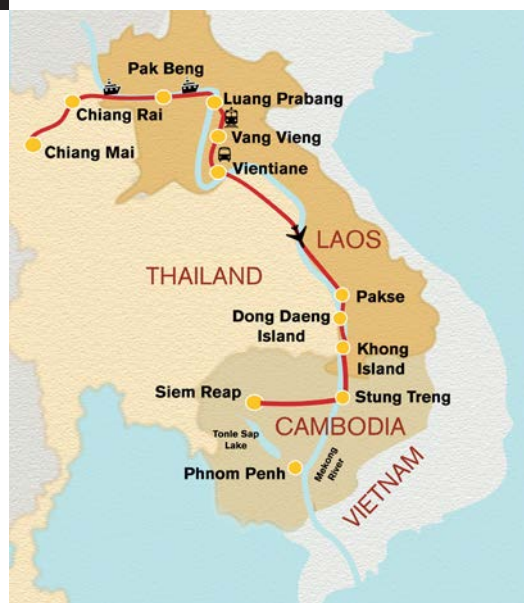 Pak Beng
Luang Prabang
Chiang Rai
Vang Vieng
Chiang Mai
Vientiane
LAOS
THAILAND
Pakse
Dong Daeng
Island
Khong
Island
Siem Reap
Stung Treng
CAMBODIA
Tonle Sap
Lake
Phnom Penh
Mekong
River
VIETNAM